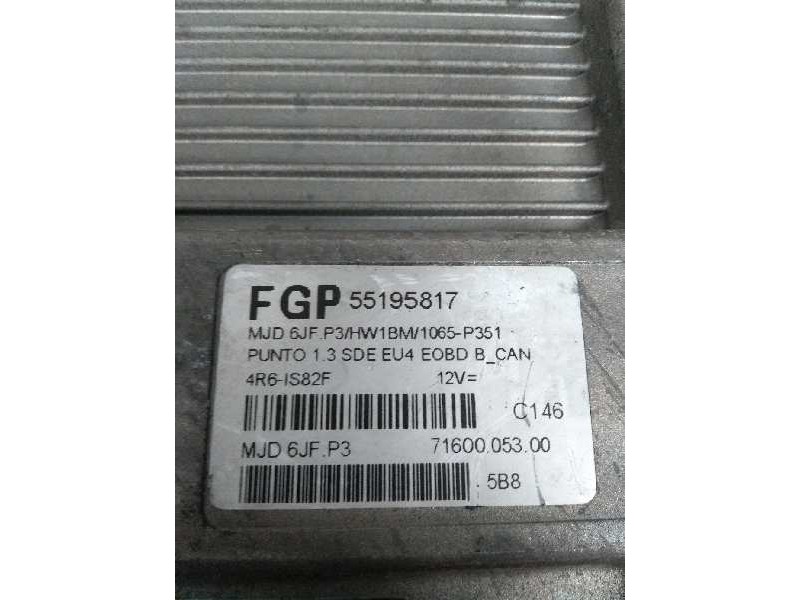 FGP 55195817
MJD 6JF.P3/HW1BM/1065-P351
PUNTO 1.3 SDE EU4 EOBD B_CAN
4R6-IS82F 12V=
C146
MJD 6JF.P3 71600.053.00
5B8